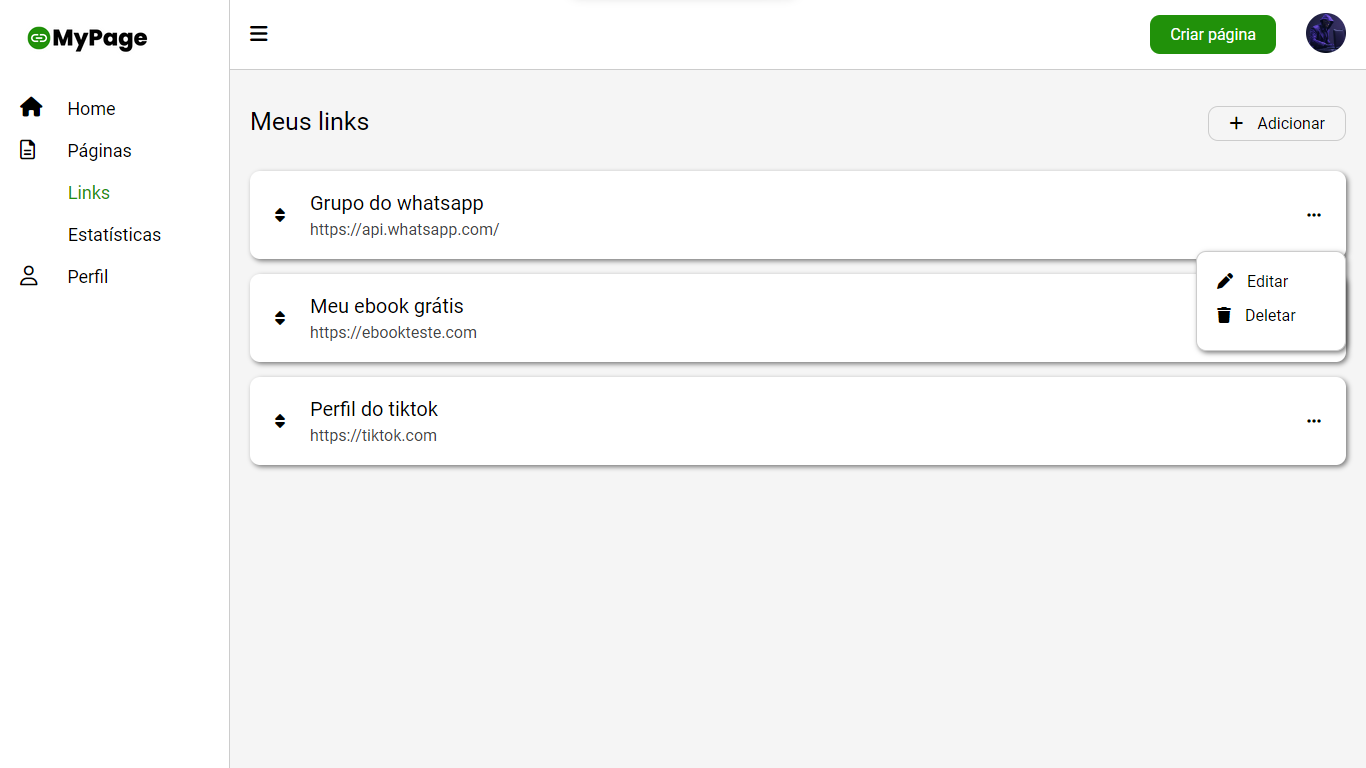 MyPage
Criar página
Home
Páginas
Links
Estatísticas
Perfil
Meus links
Adicionar
Grupo do whatsapp
https://api.whatsapp.com/
Editar
Deletar
Meu ebook grátis
https://ebookteste.com
Perfil do tiktok
https://tiktok.com